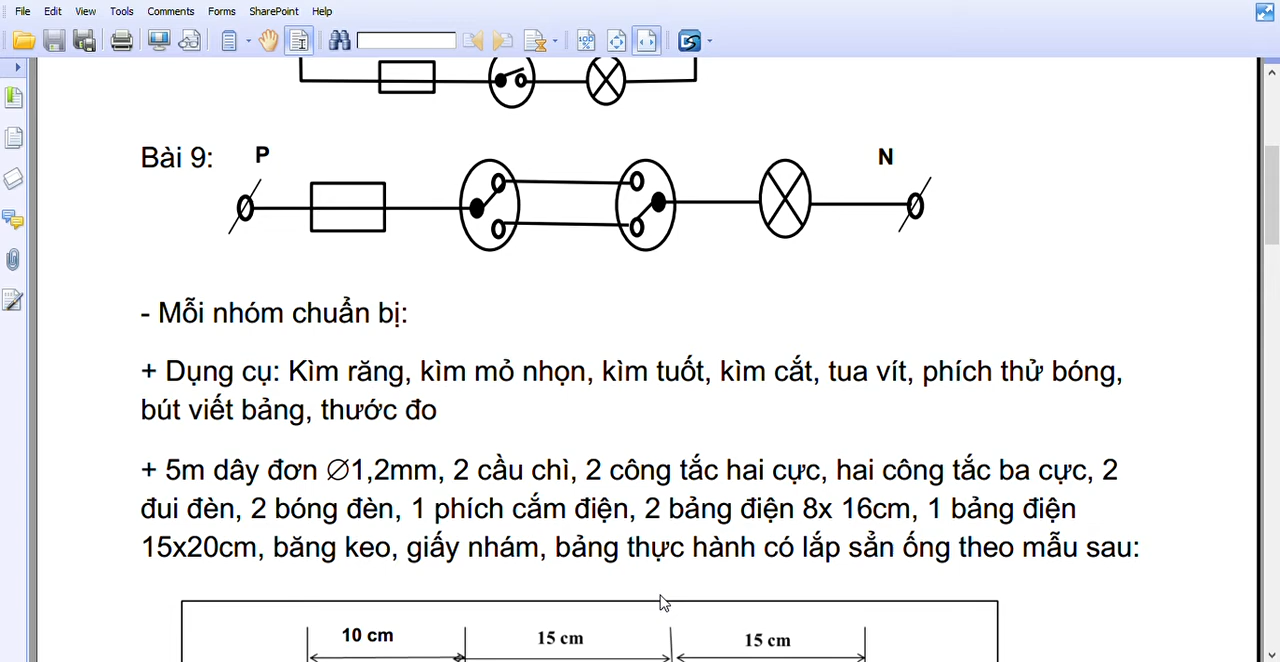 File Edit View Tools Comments Forms SharePoint Help
Bài 9: P N
- Mỗi nhóm chuẩn bị:
+ Dụng cụ: Kìm răng, kìm mỏ nhọn, kìm tuốt, kìm cắt, tua vít, phích thử bóng,
bút viết bảng, thước đo
+ 5m dây đơn ∅1,2mm, 2 cầu chì, 2 công tắc hai cực, hai công tắc ba cực, 2
đui đèn, 2 bóng đèn, 1 phích cắm điện, 2 bảng điện 8x 16cm, 1 bảng điện
15x20cm, băng keo, giấy nhám, bảng thực hành có lắp sẳn ống theo mẫu sau:
10 cm 15 cm 15 cm